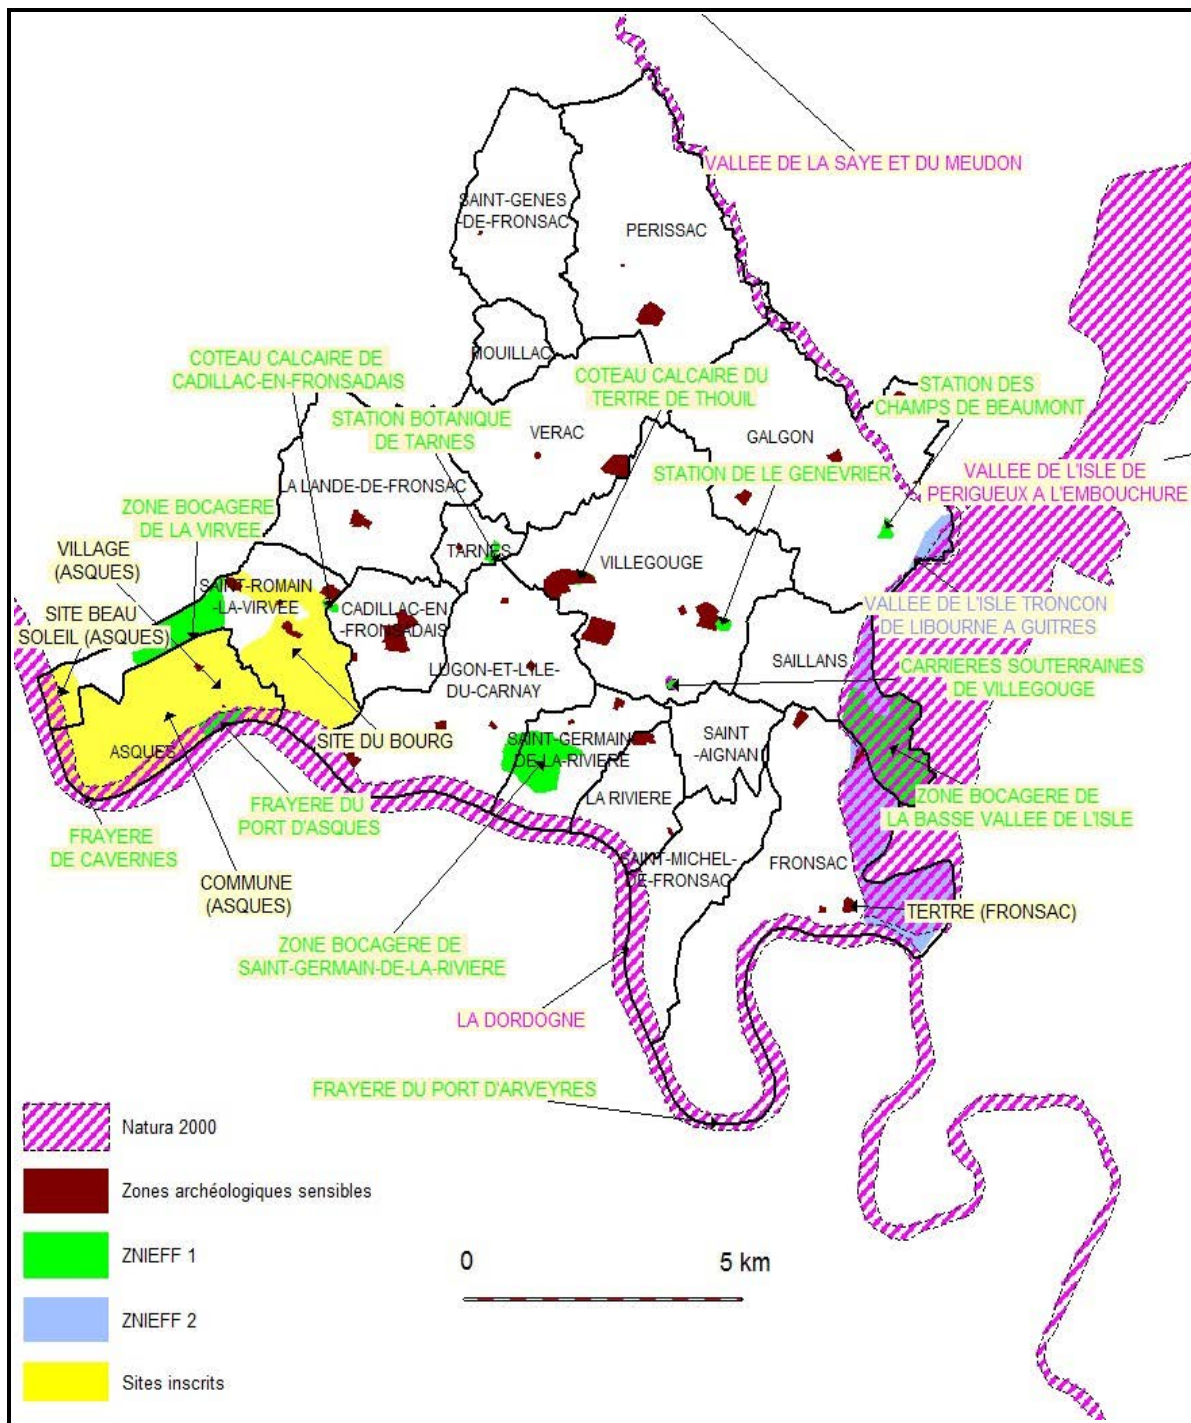 VALLEE DE LA SAYE ET DU MEUDON
SAINT-GENES
-DE-FRONSAC
PERISSAC
MOUILLAC
COTEAU CALCAIRE DE
CADILLAC-EN-FRONSADAIS
COTEAU CALCAIRE DU
TERTRE DE THOUIL
STATION DES
CHAMPS DE BEAUMONT
STATION BOTANIQUE
DE TARNES
VERAC
GALGON
STATION DE LE GENEVRIER
VALLEE DE L'ISLE DE
PERIGUEUX A L'EMBOUCHURE
LA LANDE-DE-FRONSAC
ZONE BOCAGERE
DE LA VIRVEE
VILLAGE
(ASQUES)
TARNES
VILLEGOUGE
SAINT-ROMAIN
-LA-VIRVEE
SITE BEAU
SOLEIL (ASQUES)
CADILLAC-EN
-FRONSADAIS
VALLEE DE L'ISLE TRONCON
DE LIBOURNE A GUITRES
LUGON-ET-L'ILE-
DU-CARNAY
SAILLANS
CARRIERES SOUTERRAINES
DE VILLEGOUGE
ASQUES
SITE DU BOURG
SAINT-GERMAIN-
DE-LA-RIVIERE
SAINT
-AIGNAN
LA RIVIERE
FRAYERE DU
PORT D'ASQUES
ZONE BOCAGERE DE
LA BASSE VALLEE DE L'ISLE
FRAYERE
DE CAVERNES
COMMUNE
(ASQUES)
SAINT-MICHEL-
DE-FRONSAC
FRONSAC
TERTRE (FRONSAC)
ZONE BOCAGERE DE
SAINT-GERMAIN-DE-LA-RIVIERE
LA DORDOGNE
FRAYERE DU PORT D'ARVEYRES
Natura 2000
Zones archéologiques sensibles
ZNIEFF 1
ZNIEFF 2
Sites inscrits
0 5 km